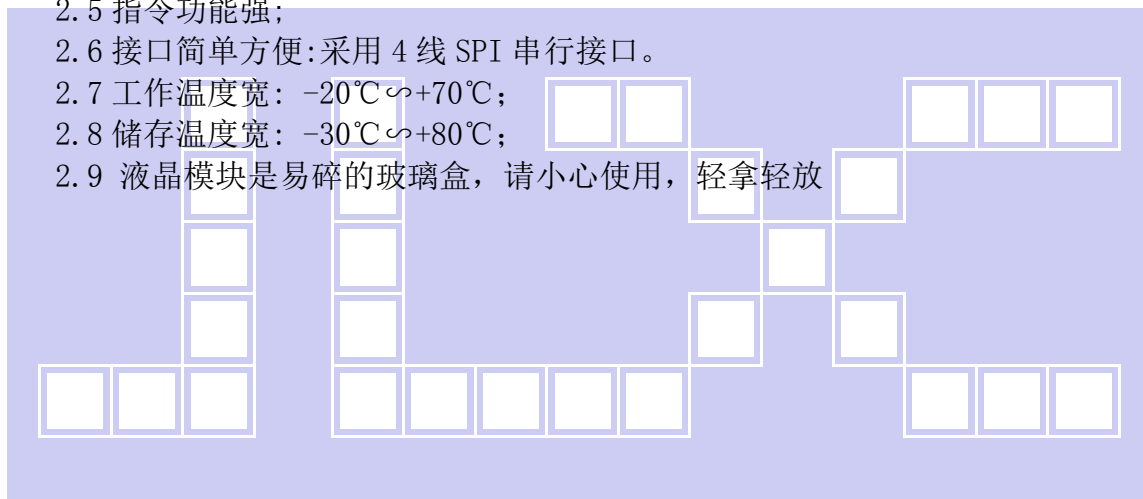 2.5 指令功能强;
2.6 接口简单方便:采用 4 线 SPI 串行接口。
2.7 工作温度宽: -20℃∽+70℃;
2.8 储存温度宽: -30℃∽+80℃;
2.9 液晶模块是易碎的玻璃盒，请小心使用，轻拿轻放
JLX